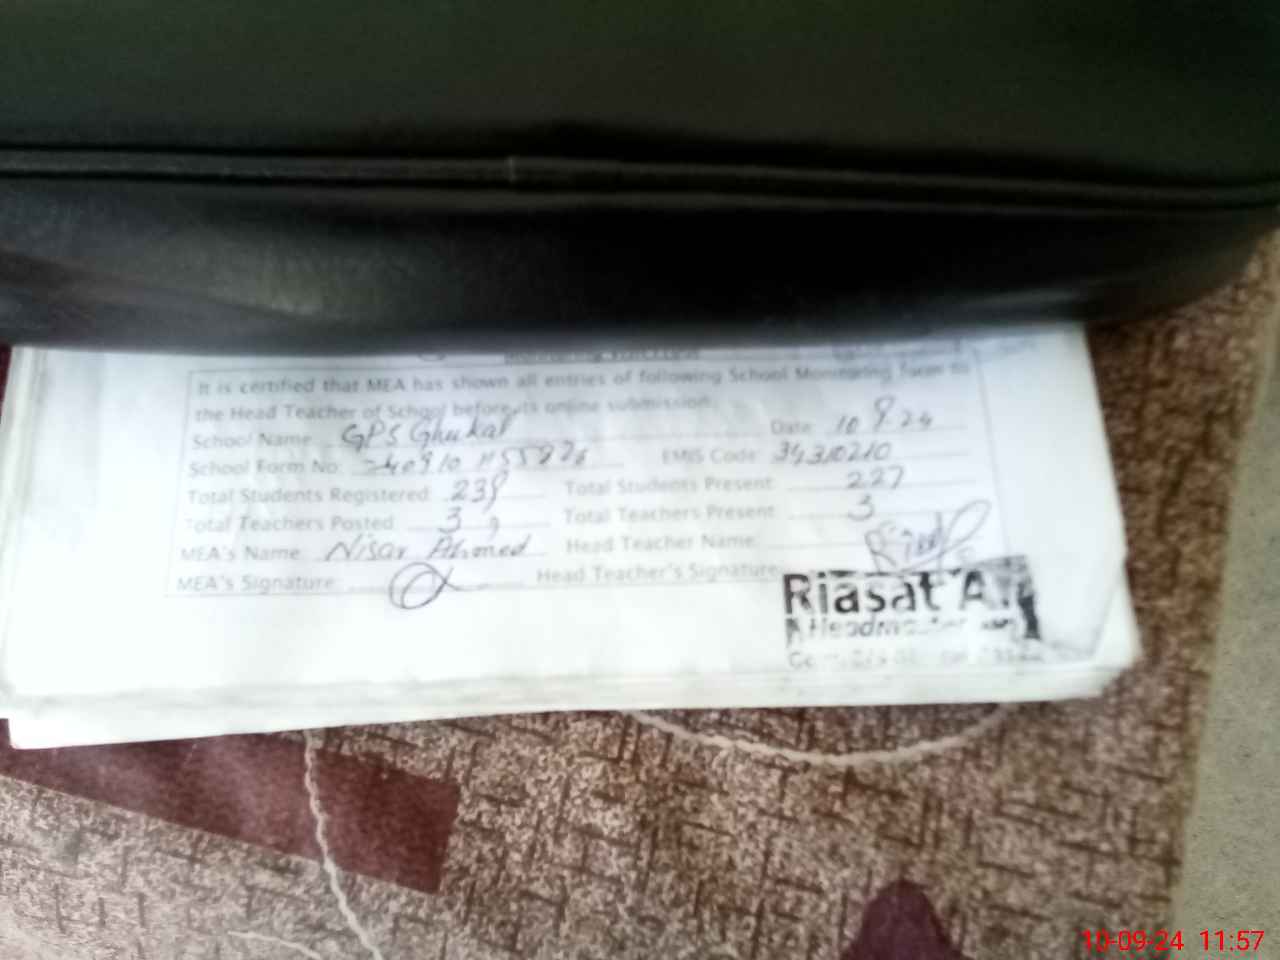 It is certified that MEA has shown all entries of following School Monitoring form to
the Head Teacher of School before its online submission.
School Name: GPS Ghukal Date: 10 9.24
School Form No: EMIS Code: 34310210
Total Students Registered: 239 Total Students Present: 227
Total Teachers Posted: 3 Total Teachers Present: 3
MEA's Name: Nisar Ahmed Head Teacher Name:
MEA's Signature: Head Teacher's Signature:
Riasat
Headmaster
10-09-24 11:57